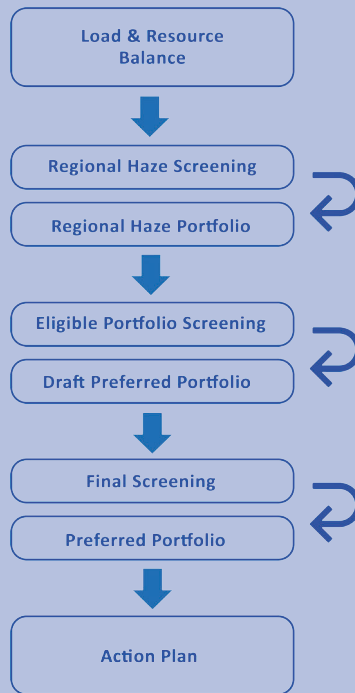 Load & Resource
Balance
Regional Haze Screening
Regional Haze Portfolio
Eligible Portfolio Screening
Draft Preferred Portfolio
Final Screening
Preferred Portfolio
Action Plan